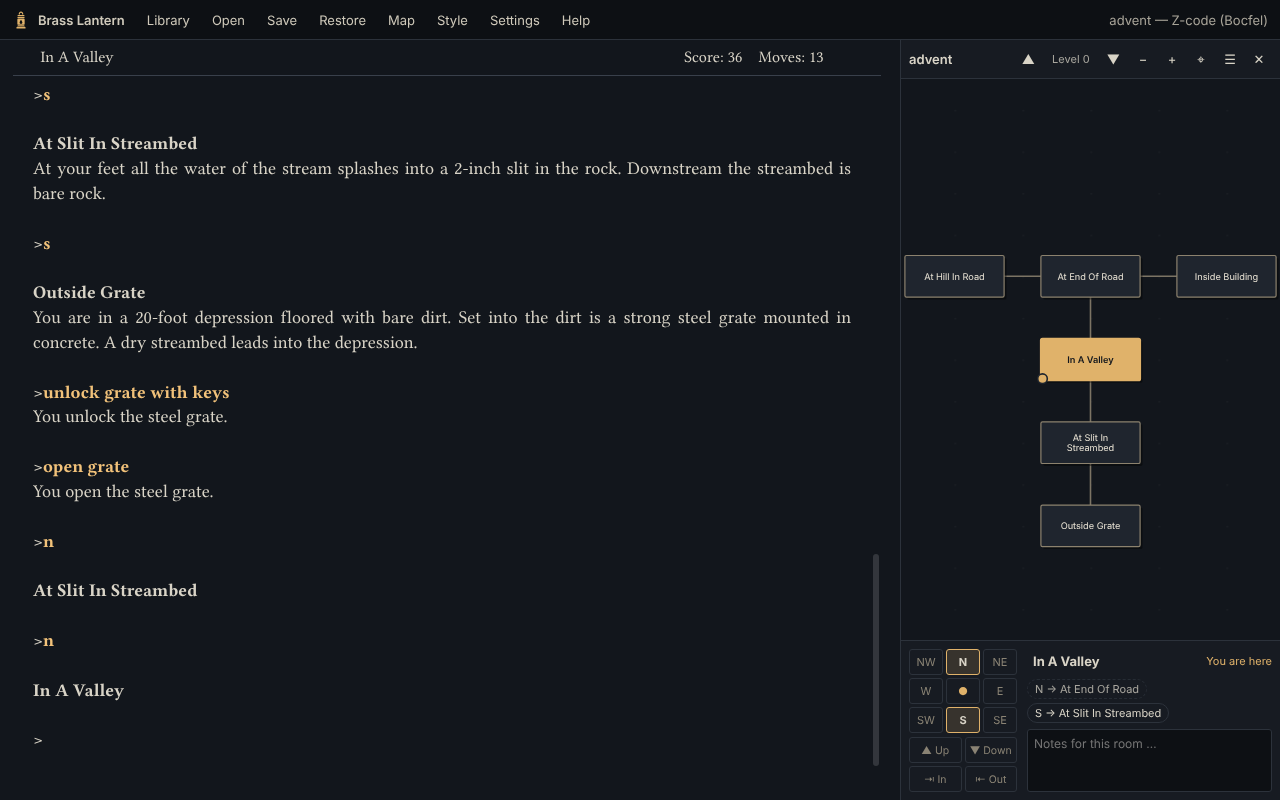 Brass Lantern Library Open Save Restore Map Style Settings Help advent — Z-code (Bocfel)
In A Valley Score: 36 Moves: 13
>s
At Slit In Streambed
At your feet all the water of the stream splashes into a 2-inch slit in the rock. Downstream the streambed is
bare rock.
>s
Outside Grate
You are in a 20-foot depression floored with bare dirt. Set into the dirt is a strong steel grate mounted in
concrete. A dry streambed leads into the depression.
>unlock grate with keys
You unlock the steel grate.
>open grate
You open the steel grate.
>n
At Slit In Streambed
>n
In A Valley
>
advent ▲ Level 0 ▼ − + ⌖ ☰ ✕
At Hill In Road At End Of Road Inside Building
In A Valley
At Slit In
Streambed
Outside Grate
NW N NE
W E
SW S SE
▲ Up ▼ Down
⇥ In ⇤ Out
In A Valley You are here
N → At End Of Road
S → At Slit In Streambed
Notes for this room ...